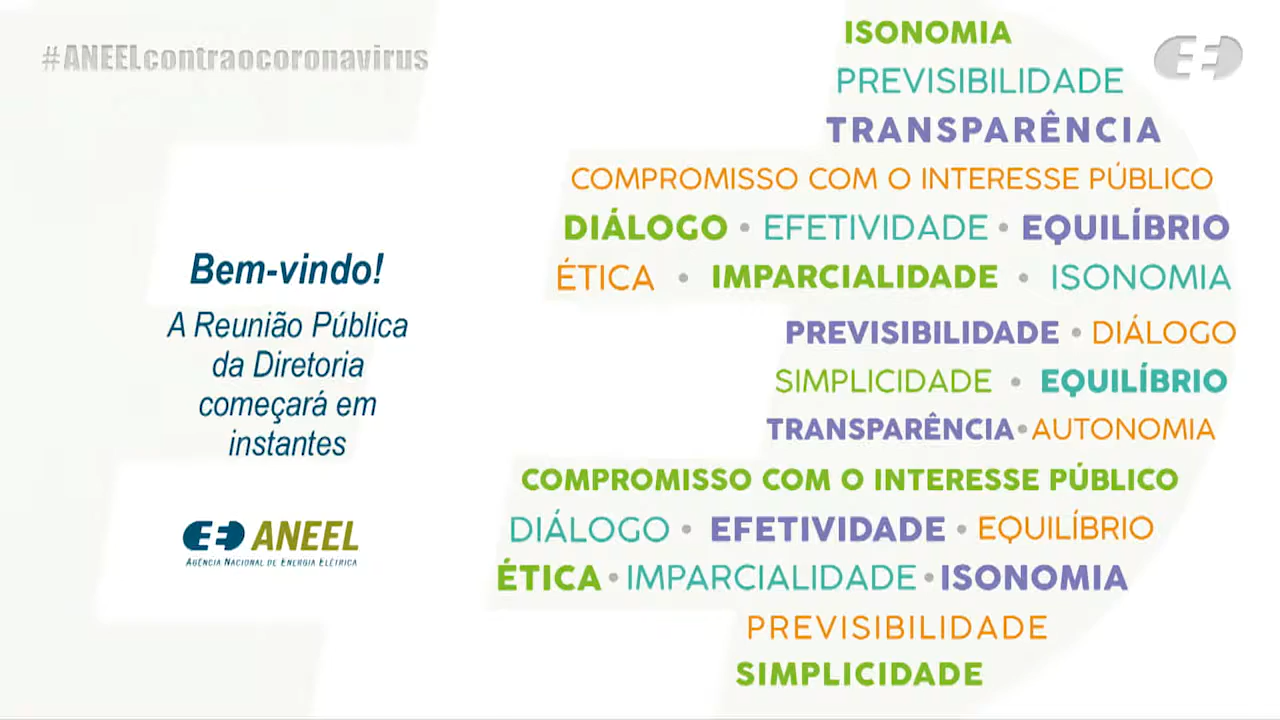 #ANEELcontraocoronavirus
Bem-vindo!
A Reunião Pública
da Diretoria
começará em
instantes
ANEEL
AGÊNCIA NACIONAL DE ENERGIA ELÉTRICA
ISONOMIA
PREVISIBILIDADE
TRANSPARÊNCIA
COMPROMISSO COM O INTERESSE PÚBLICO
DIÁLOGO • EFETIVIDADE • EQUILÍBRIO
ÉTICA • IMPARCIALIDADE • ISONOMIA
PREVISIBILIDADE • DIÁLOGO
SIMPLICIDADE • EQUILÍBRIO
TRANSPARÊNCIA • AUTONOMIA
COMPROMISSO COM O INTERESSE PÚBLICO
DIÁLOGO • EFETIVIDADE • EQUILÍBRIO
ÉTICA • IMPARCIALIDADE • ISONOMIA
PREVISIBILIDADE
SIMPLICIDADE